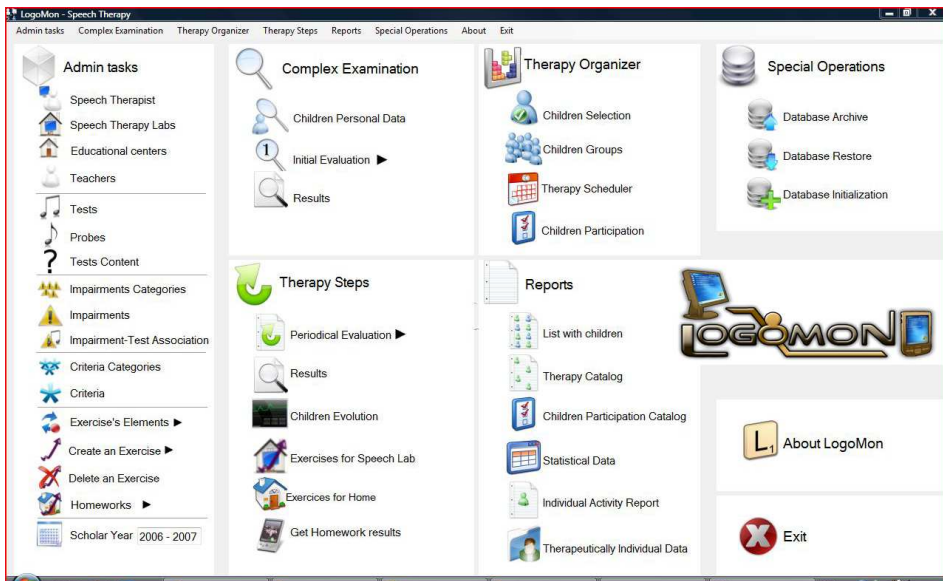 LogoMon - Speech Therapy
Admin tasks Complex Examination Therapy Organizer Therapy Steps Reports Special Operations About Exit
Admin tasks
Speech Therapist
Speech Therapy Labs
Educational centers
Teachers
Tests
Probes
? Tests Content
Impairments Categories
Impairments
Impairment-Test Association
Criteria Categories
Criteria
Exercise's Elements ►
Create an Exercise ►
Delete an Exercise
Homeworks ►
Scholar Year 2006 - 2007
Complex Examination
Children Personal Data
1 Initial Evaluation ►
Results
Therapy Organizer
Children Selection
Children Groups
Therapy Scheduler
Children Participation
Special Operations
Database Archive
Database Restore
Database Initialization
Therapy Steps
Periodical Evaluation ►
Results
Children Evolution
Exercises for Speech Lab
Exercices for Home
Get Homework results
Reports
List with children
Therapy Catalog
Children Participation Catalog
Statistical Data
Individual Activity Report
Therapeutically Individual Data
LOGOMON
L1 About LogoMon
X Exit